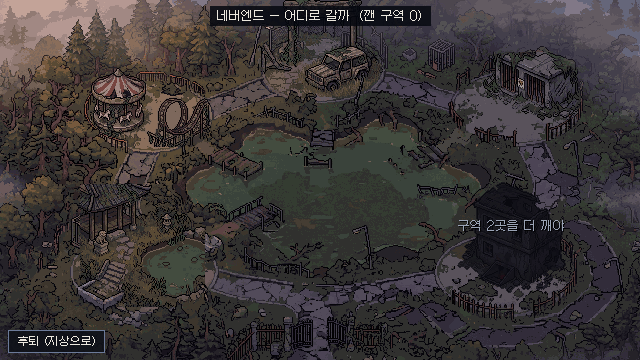 네버엔드 — 어디로 갈까 (깬 구역 0)
구역 2곳을 더 깨야
후퇴 (지상으로)